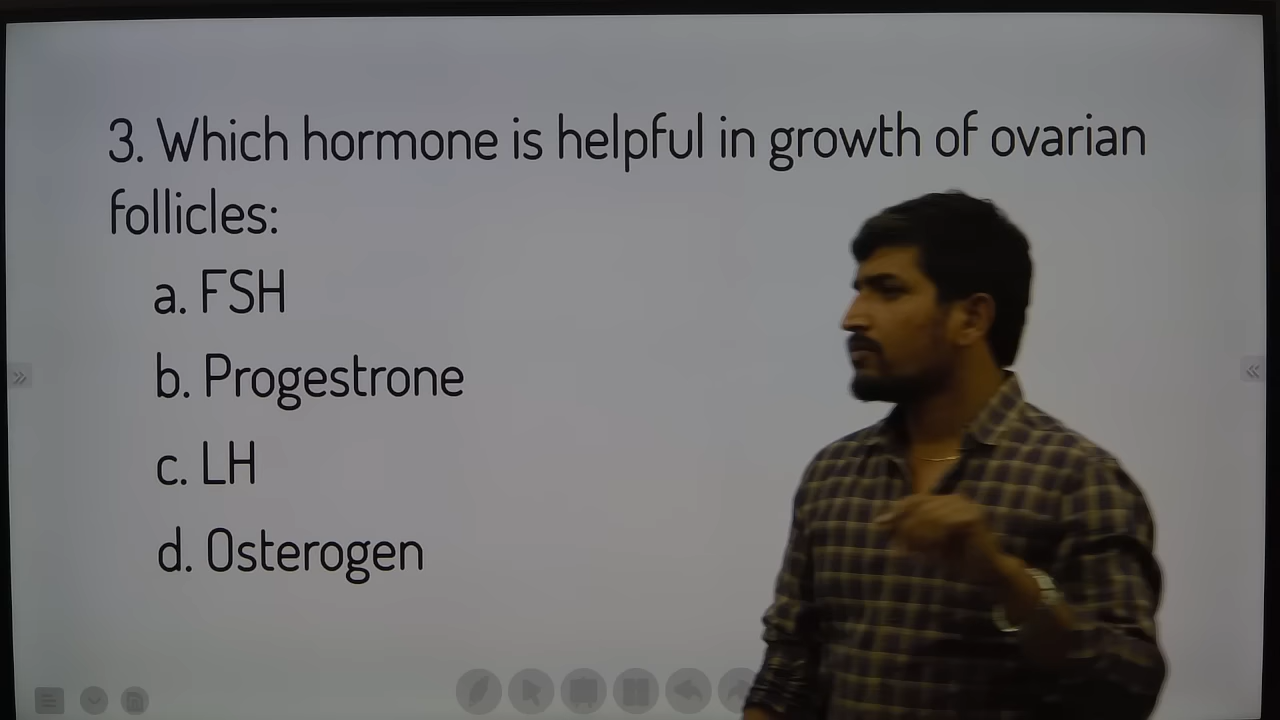 3. Which hormone is helpful in growth of ovarian
follicles:
a. FSH
b. Progestrone
c. LH
d. Osterogen